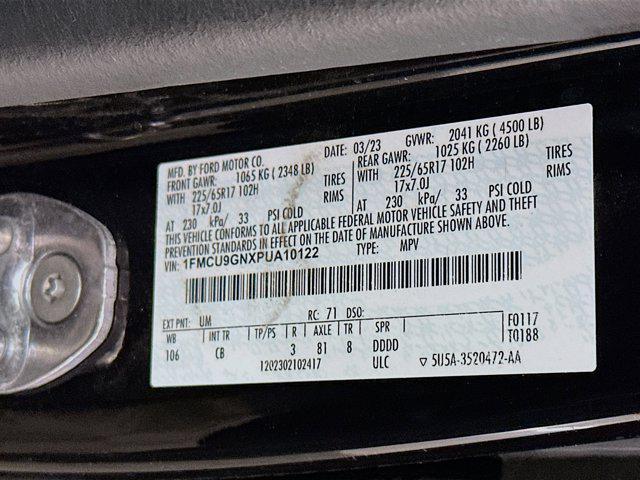 MFD. BY FORD MOTOR CO. DATE: 03/23 GVWR: 2041 KG ( 4500 LB)
FRONT GAWR: 1065 KG ( 2348 LB) REAR GAWR: 1025 KG ( 2260 LB)
WITH 225/65R17 102H TIRES WITH 225/65R17 102H TIRES
17x7.0J RIMS 17x7.0J RIMS
AT 230 kPa/ 33 PSI COLD AT 230 kPa/ 33 PSI COLD
THIS VEHICLE CONFORMS TO ALL APPLICABLE FEDERAL MOTOR VEHICLE SAFETY AND THEFT
PREVENTION STANDARDS IN EFFECT ON THE DATE OF MANUFACTURE SHOWN ABOVE.
VIN: 1FMCU9GNXPUA10122 TYPE: MPV
EXT PNT: UM RC: 71 DSO:
WB INT TR TP/PS R AXLE TR SPR F0117
106 CB 3 81 8 DDDD T0188
1202302102417 ULC ▽ 5U5A-3520472-AA